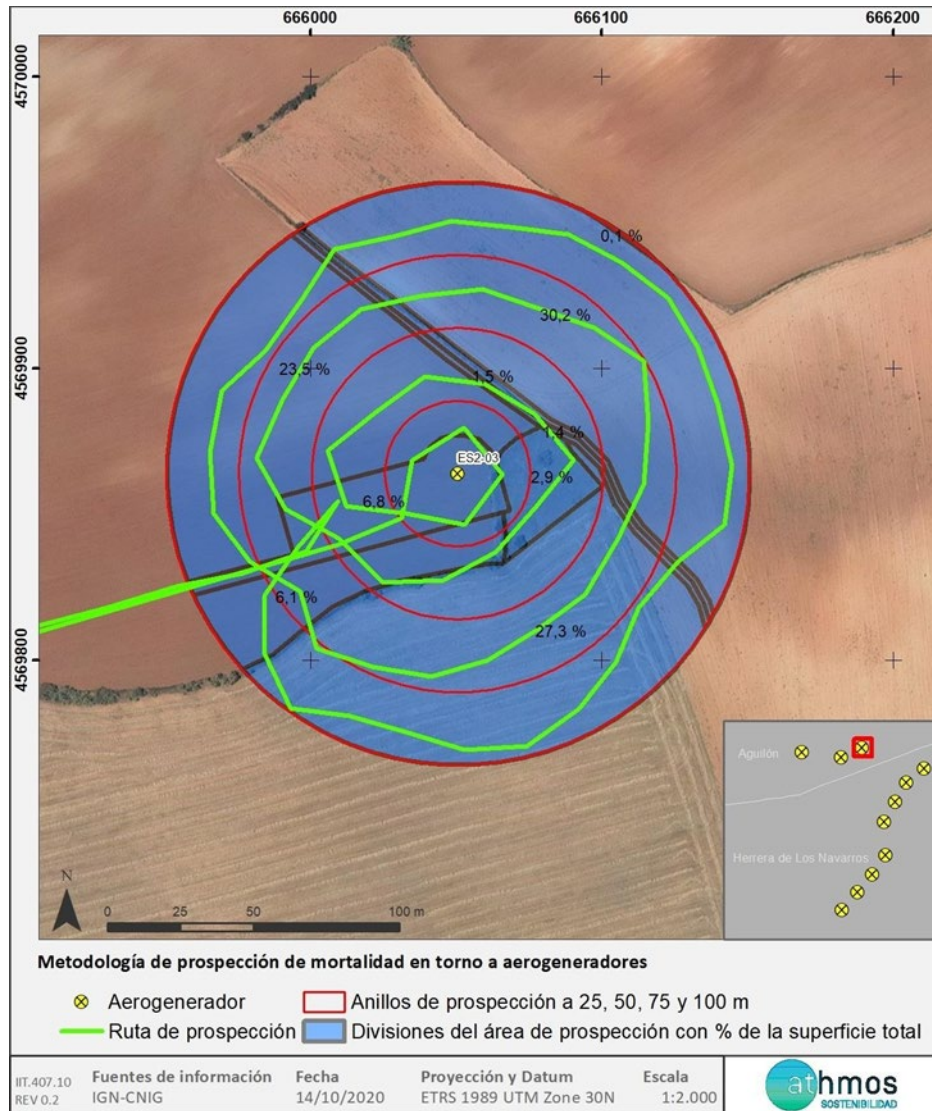 666000 666100 666200
4570000
4569900
4569800
0,1 %
30,2 %
23,5 %
1,5 %
1,4 %
ES2-03
2,9 %
6,8 %
6,1 %
27,3 %
Aguilón
Herrera de Los Navarros
N
0 25 50 100 m
Metodología de prospección de mortalidad en torno a aerogeneradores
Aerogenerador Anillos de prospección a 25, 50, 75 y 100 m
Ruta de prospección Divisiones del área de prospección con % de la superficie total
IIT.407.10 Fuentes de información Fecha Proyección y Datum Escala
REV 0.2 IGN-CNIG 14/10/2020 ETRS 1989 UTM Zone 30N 1:2.000
athmos
SOSTENIBILIDAD